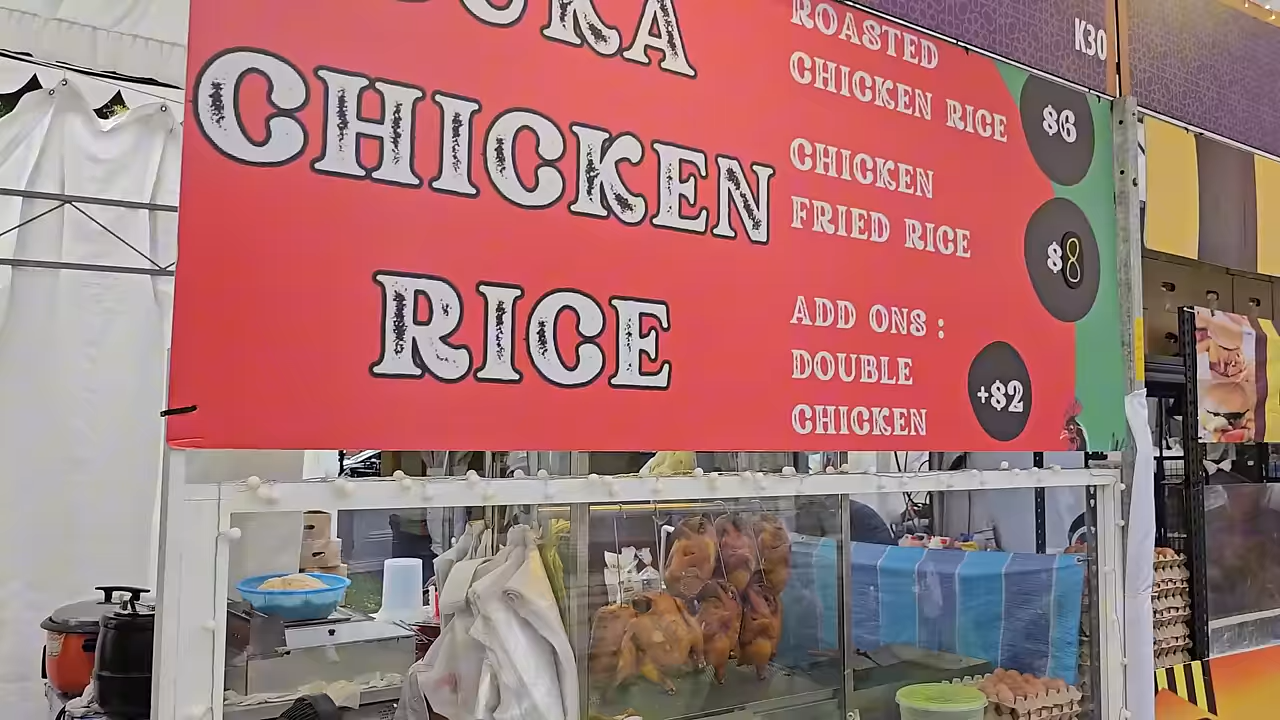 CHICKEN
RICE
ROASTED
CHICKEN RICE
$6
CHICKEN
FRIED RICE
$8
ADD ONS :
DOUBLE
CHICKEN
+$2
K30